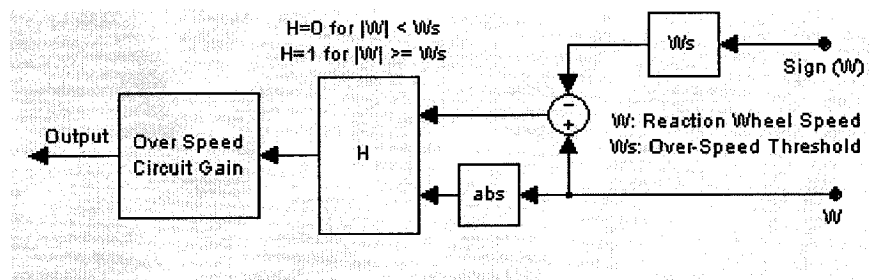 H=0 for |W| < Ws
H=1 for |W| >= Ws
Ws
Sign (W)
−
+
W: Reaction Wheel Speed
Ws: Over-Speed Threshold
Output
Over Speed
Circuit Gain
H
abs
W